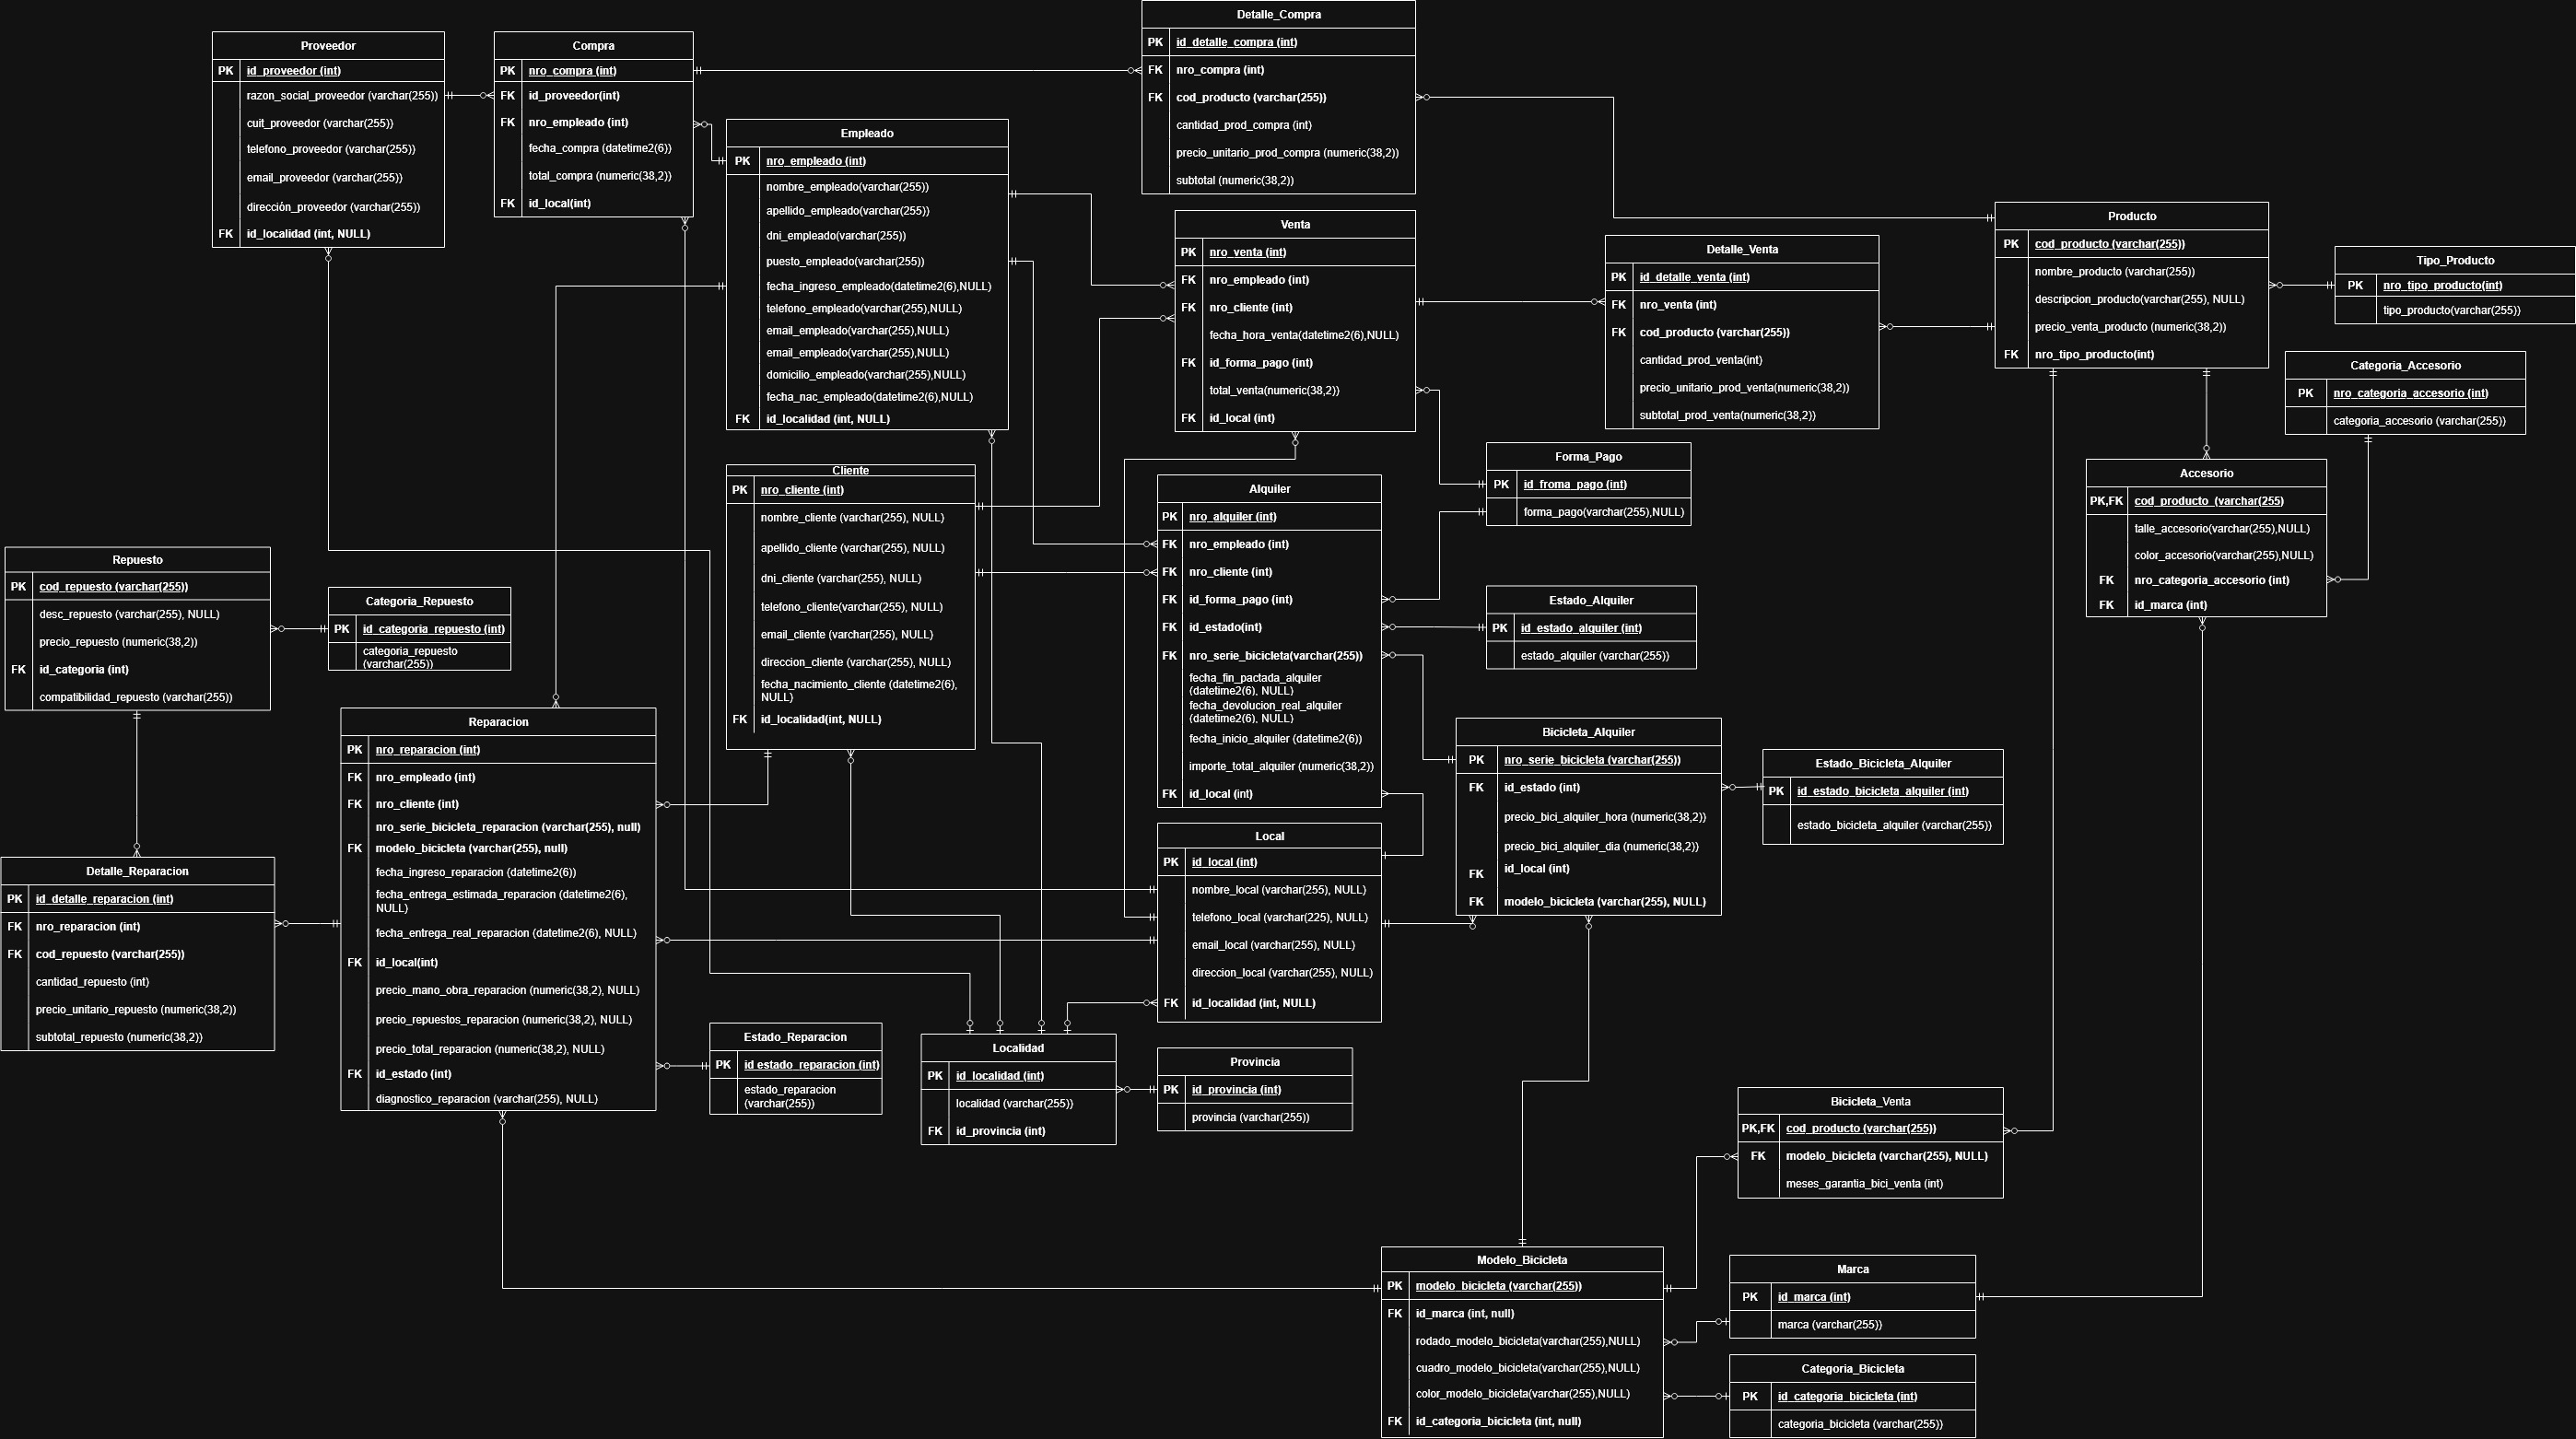 Proveedor
PK id_proveedor (int)
razon_social_proveedor (varchar(255))
cuit_proveedor (varchar(255))
telefono_proveedor (varchar(255))
email_proveedor (varchar(255))
dirección_proveedor (varchar(255))
FK id_localidad (int, NULL)
Compra
PK nro_compra (int)
FK id_proveedor(int)
FK nro_empleado (int)
fecha_compra (datetime2(6))
total_compra (numeric(38,2))
FK id_local(int)
Detalle_Compra
PK id_detalle_compra (int)
FK nro_compra (int)
FK cod_producto (varchar(255))
cantidad_prod_compra (int)
precio_unitario_prod_compra (numeric(38,2))
subtotal (numeric(38,2))
Empleado
PK nro_empleado (int)
nombre_empleado(varchar(255))
apellido_empleado(varchar(255))
dni_empleado(varchar(255))
puesto_empleado(varchar(255))
fecha_ingreso_empleado(datetime2(6),NULL)
telefono_empleado(varchar(255),NULL)
email_empleado(varchar(255),NULL)
email_empleado(varchar(255),NULL)
domicilio_empleado(varchar(255),NULL)
fecha_nac_empleado(datetime2(6),NULL)
FK id_localidad (int, NULL)
Venta
PK nro_venta (int)
FK nro_empleado (int)
FK nro_cliente (int)
fecha_hora_venta(datetime2(6),NULL)
FK id_forma_pago (int)
total_venta(numeric(38,2))
FK id_local (int)
Detalle_Venta
PK id_detalle_venta (int)
FK nro_venta (int)
FK cod_producto (varchar(255))
cantidad_prod_venta(int)
precio_unitario_prod_venta(numeric(38,2))
subtotal_prod_venta(numeric(38,2))
Producto
PK cod_producto (varchar(255))
nombre_producto (varchar(255))
descripcion_producto(varchar(255), NULL)
precio_venta_producto (numeric(38,2))
FK nro_tipo_producto(int)
Tipo_Producto
PK nro_tipo_producto(int)
tipo_producto(varchar(255))
Categoria_Accesorio
PK nro_categoria_accesorio (int)
categoria_accesorio (varchar(255))
Accesorio
PK,FK cod_producto_(varchar(255)
talle_accesorio(varchar(255),NULL)
color_accesorio(varchar(255),NULL)
FK nro_categoria_accesorio (int)
FK id_marca (int)
Forma_Pago
PK id_froma_pago (int)
forma_pago(varchar(255),NULL)
Cliente
PK nro_cliente (int)
nombre_cliente (varchar(255), NULL)
apellido_cliente (varchar(255), NULL)
dni_cliente (varchar(255), NULL)
telefono_cliente(varchar(255), NULL)
email_cliente (varchar(255), NULL)
direccion_cliente (varchar(255), NULL)
fecha_nacimiento_cliente (datetime2(6),
NULL)
FK id_localidad(int, NULL)
Alquiler
PK nro_alquiler (int)
FK nro_empleado (int)
FK nro_cliente (int)
FK id_forma_pago (int)
FK id_estado(int)
FK nro_serie_bicicleta(varchar(255))
fecha_fin_pactada_alquiler
(datetime2(6), NULL)
fecha_devolucion_real_alquiler
(datetime2(6), NULL)
fecha_inicio_alquiler (datetime2(6))
importe_total_alquiler (numeric(38,2))
FK id_local (int)
Estado_Alquiler
PK id_estado_alquiler (int)
estado_alquiler (varchar(255))
Repuesto
PK cod_repuesto (varchar(255))
desc_repuesto (varchar(255), NULL)
precio_repuesto (numeric(38,2))
FK id_categoria (int)
compatibilidad_repuesto (varchar(255))
Categoria_Repuesto
PK id_categoria_repuesto (int)
categoria_repuesto
(varchar(255))
Reparacion
PK nro_reparacion (int)
FK nro_empleado (int)
FK nro_cliente (int)
nro_serie_bicicleta_reparacion (varchar(255), null)
FK modelo_bicicleta (varchar(255), null)
fecha_ingreso_reparacion (datetime2(6))
fecha_entrega_estimada_reparacion (datetime2(6),
NULL)
fecha_entrega_real_reparacion (datetime2(6), NULL)
FK id_local(int)
precio_mano_obra_reparacion (numeric(38,2), NULL)
precio_repuestos_reparacion (numeric(38,2), NULL)
precio_total_reparacion (numeric(38,2), NULL)
FK id_estado (int)
diagnostico_reparacion (varchar(255), NULL)
Detalle_Reparacion
PK id_detalle_reparacion (int)
FK nro_reparacion (int)
FK cod_repuesto (varchar(255))
cantidad_repuesto (int)
precio_unitario_repuesto (numeric(38,2))
subtotal_repuesto (numeric(38,2))
Bicicleta_Alquiler
PK nro_serie_bicicleta (varchar(255))
FK id_estado (int)
precio_bici_alquiler_hora (numeric(38,2))
precio_bici_alquiler_dia (numeric(38,2))
FK id_local (int)
FK modelo_bicicleta (varchar(255), NULL)
Estado_Bicicleta_Alquiler
PK id_estado_bicicleta_alquiler (int)
estado_bicicleta_alquiler (varchar(255))
Local
PK id_local (int)
nombre_local (varchar(255), NULL)
telefono_local (varchar(225), NULL)
email_local (varchar(255), NULL)
direccion_local (varchar(255), NULL)
FK id_localidad (int, NULL)
Estado_Reparacion
PK id estado_reparacion (int)
estado_reparacion
(varchar(255))
Localidad
PK id_localidad (int)
localidad (varchar(255))
FK id_provincia (int)
Provincia
PK id_provincia (int)
provincia (varchar(255))
Bicicleta_Venta
PK,FK cod_producto (varchar(255))
FK modelo_bicicleta (varchar(255), NULL)
meses_garantia_bici_venta (int)
Modelo_Bicicleta
PK modelo_bicicleta (varchar(255))
FK id_marca (int, null)
rodado_modelo_bicicleta(varchar(255),NULL)
cuadro_modelo_bicicleta(varchar(255),NULL)
color_modelo_bicicleta(varchar(255),NULL)
FK id_categoria_bicicleta (int, null)
Marca
PK id_marca (int)
marca (varchar(255))
Categoria_Bicicleta
PK id_categoria_bicicleta (int)
categoria_bicicleta (varchar(255))